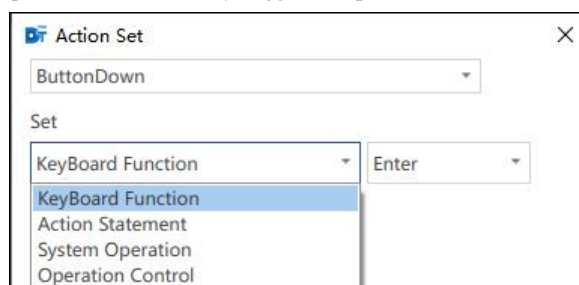 DT Action Set
ButtonDown
Set
KeyBoard Function Enter
KeyBoard Function
Action Statement
System Operation
Operation Control